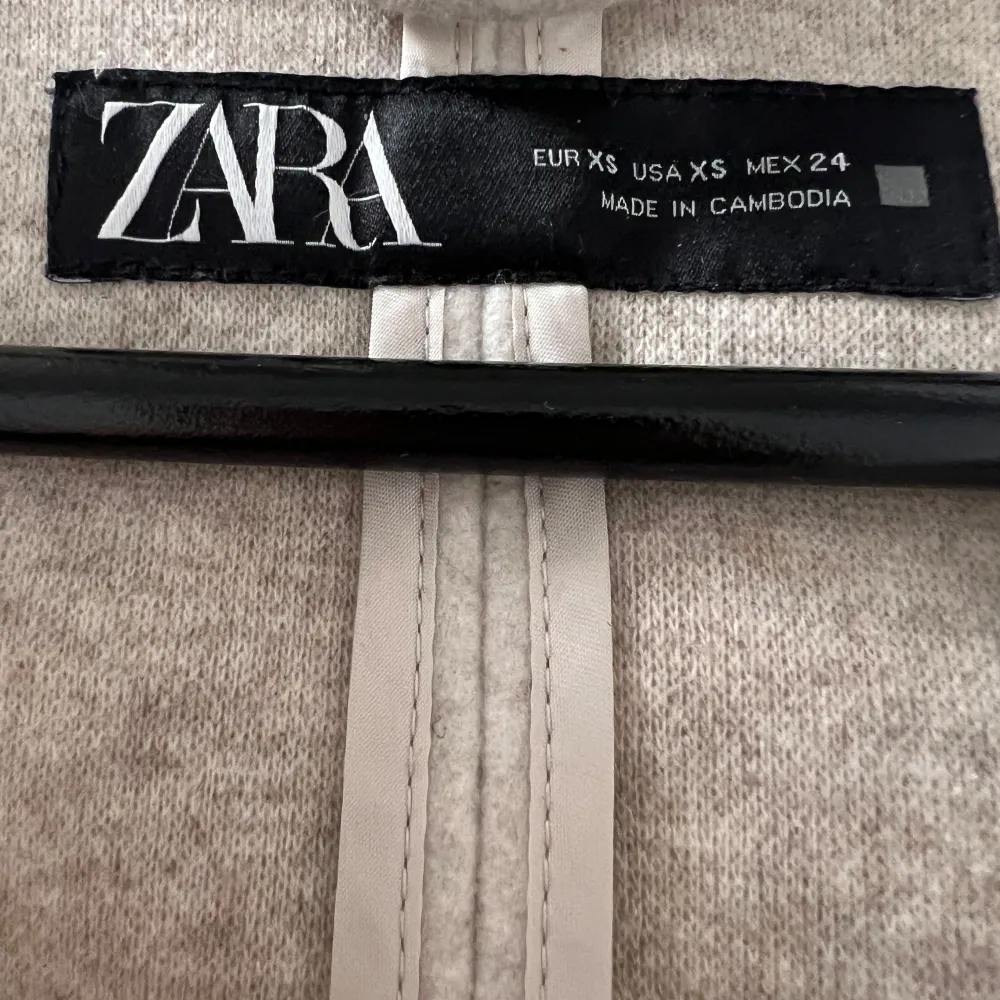 ZARA
EUR XS USA XS MEX 24
MADE IN CAMBODIA